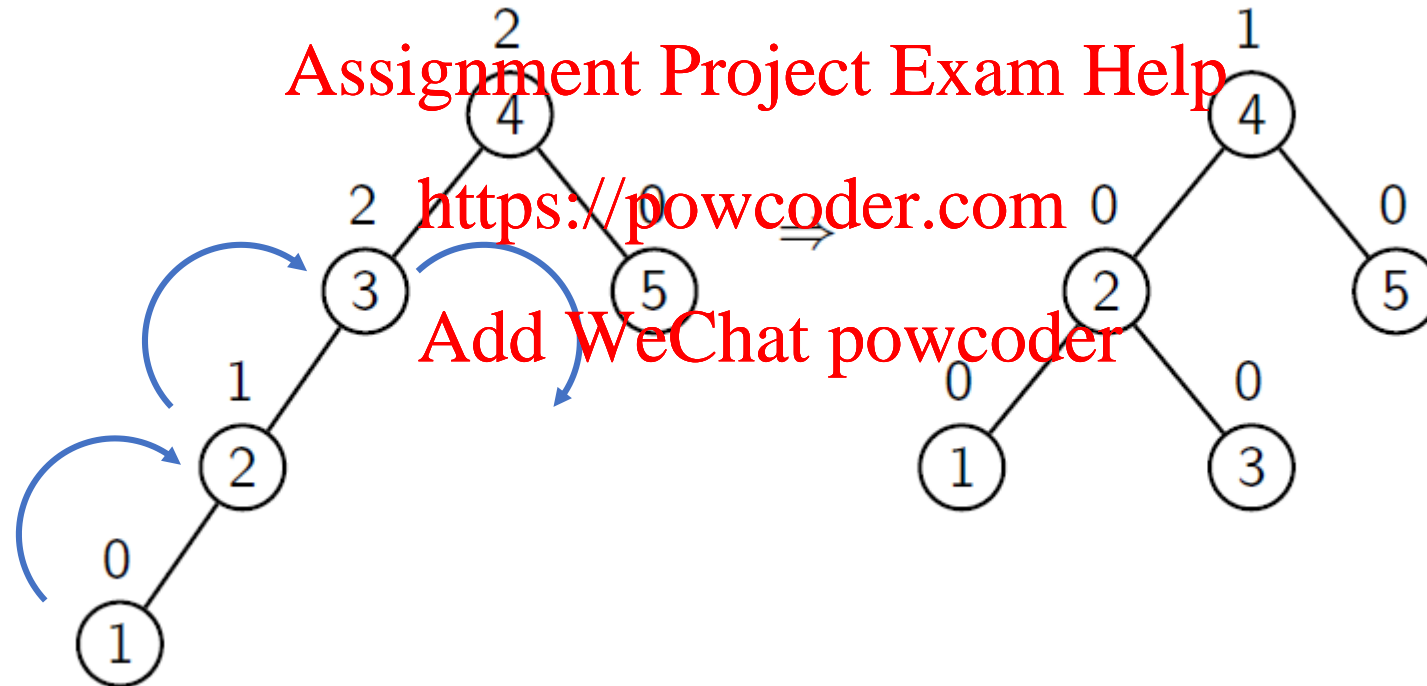 2 1
Assignment Project Exam Help
4 4
2 https://powcoder.com 0 0 0
⇒
3 5 2 5
Add WeChat powcoder
1 0 0
2 1 3
0
1